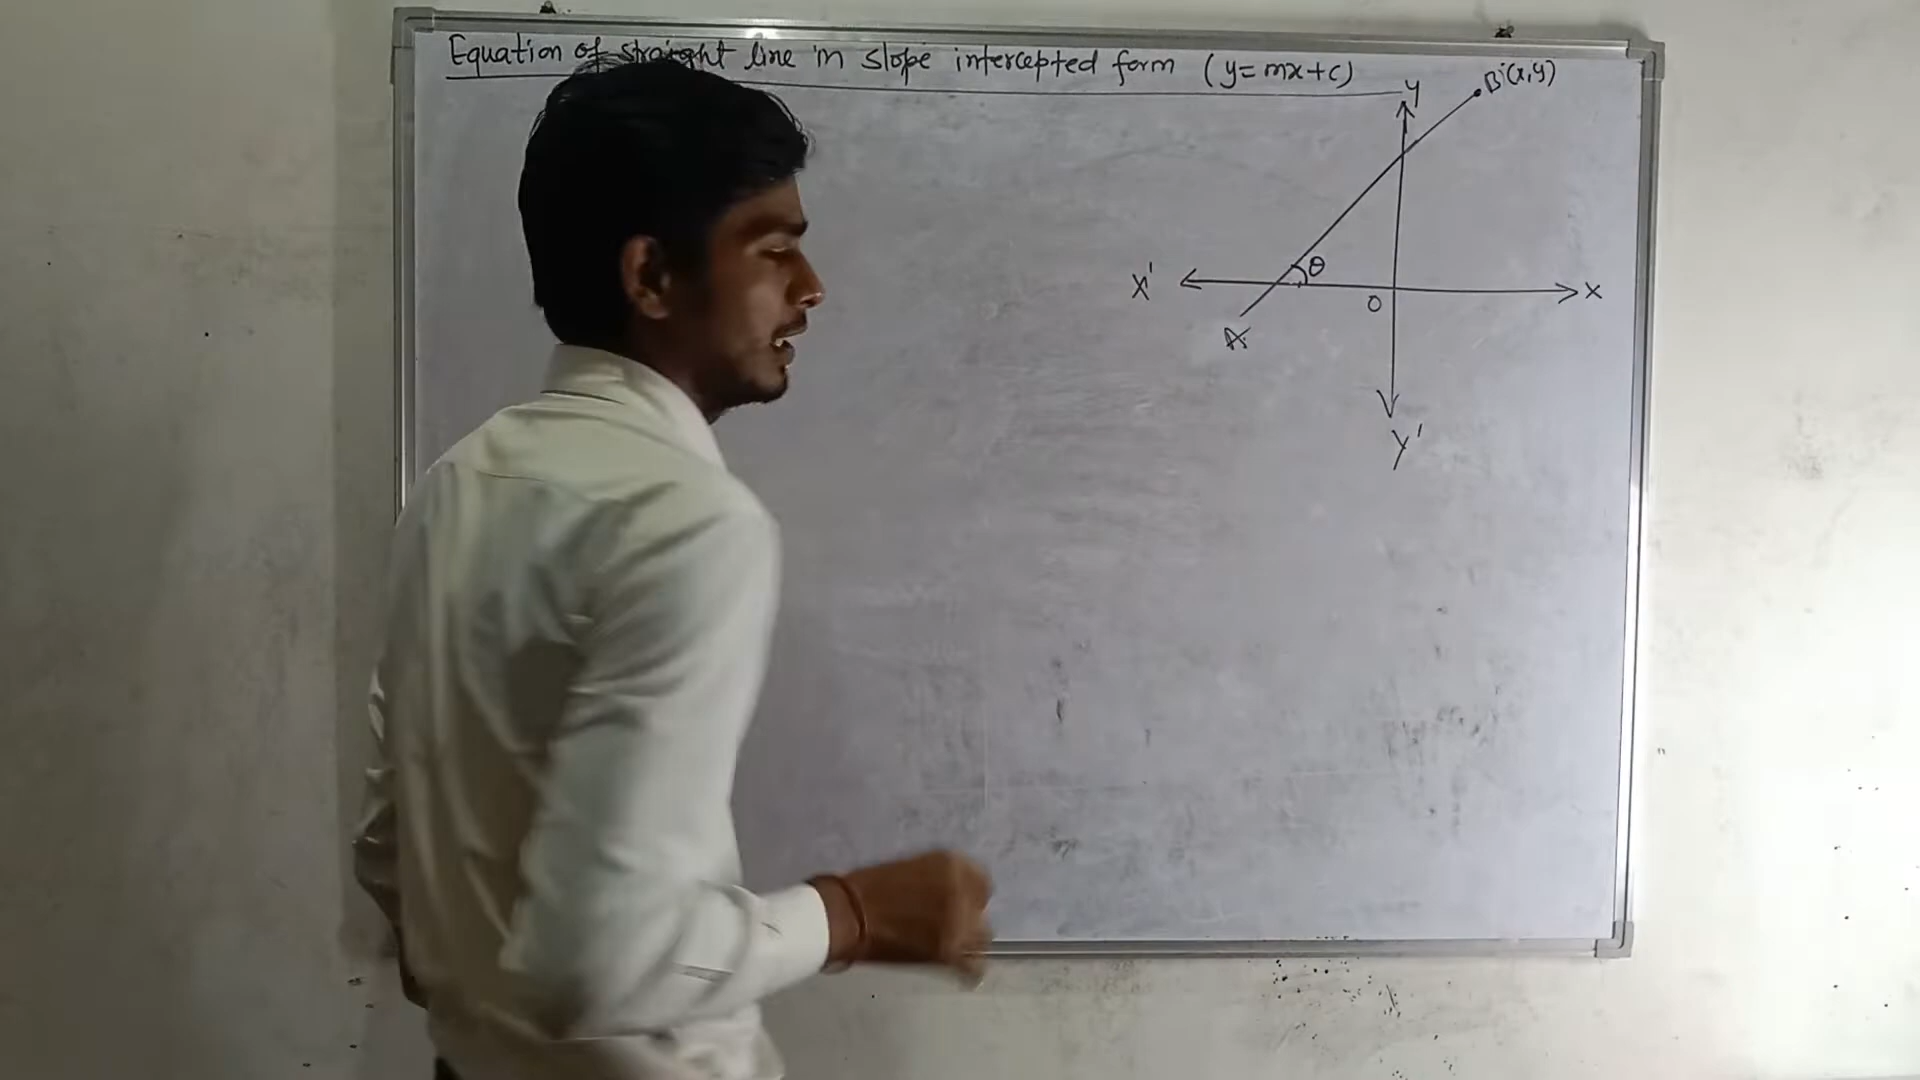 Equation of straight line in slope intercepted form (y=mx+c)
y
B(x,y)
θ
X'
O
X
A
y'